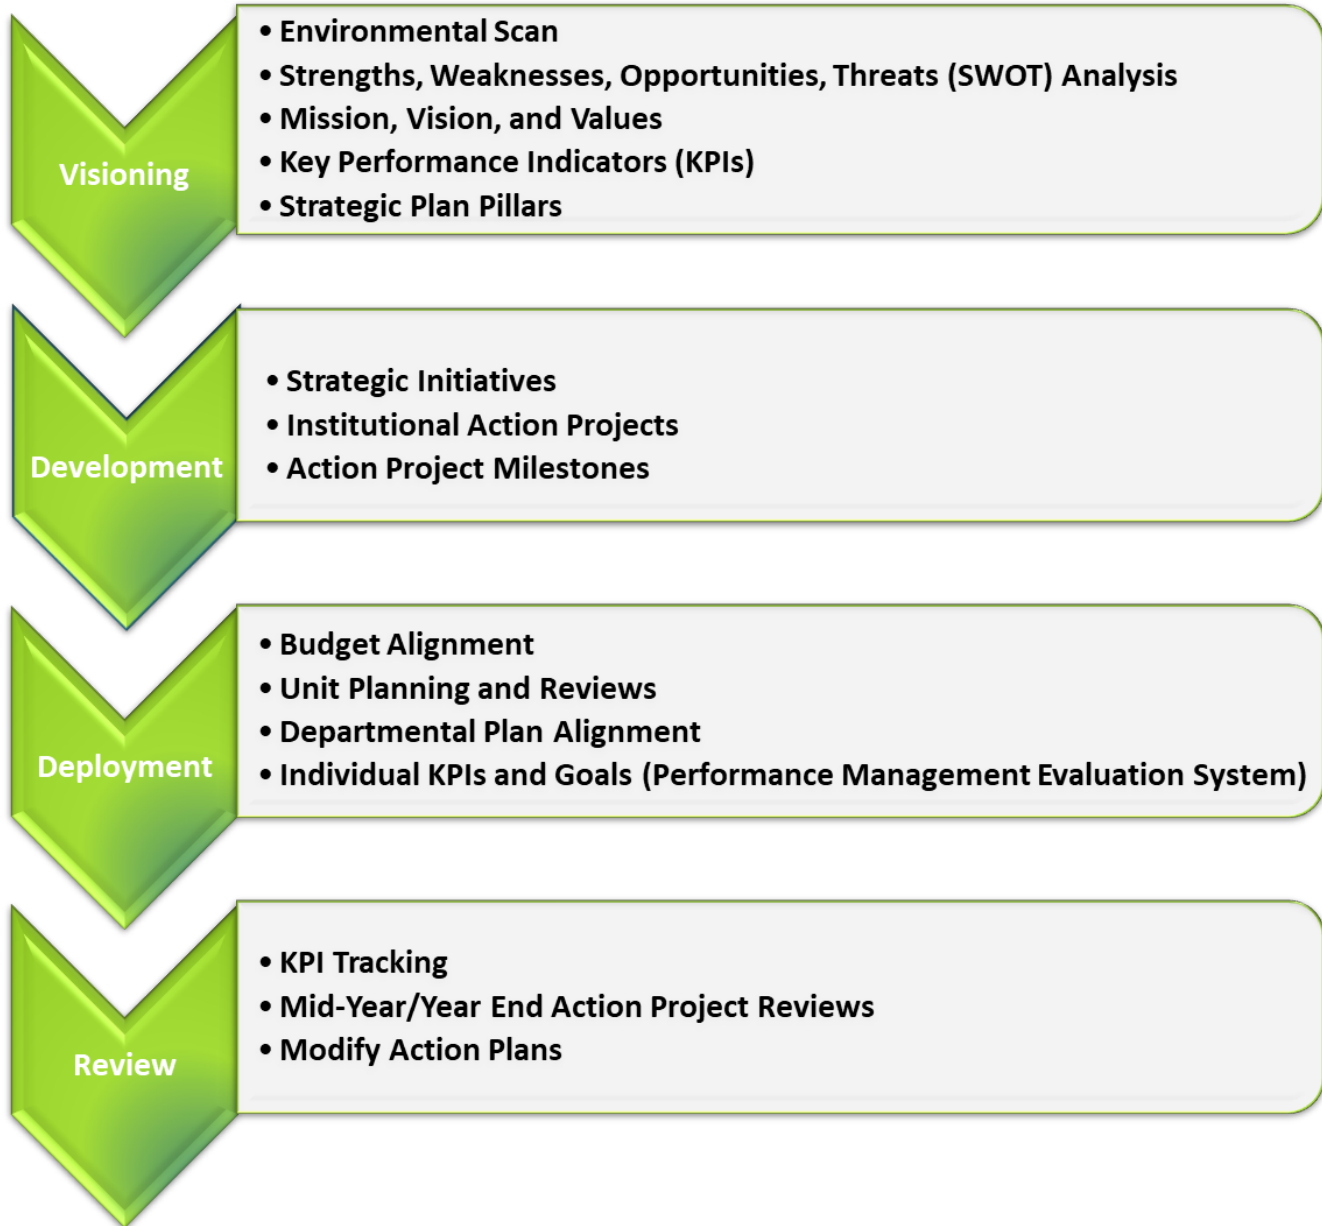 Visioning
• Environmental Scan
• Strengths, Weaknesses, Opportunities, Threats (SWOT) Analysis
• Mission, Vision, and Values
• Key Performance Indicators (KPIs)
• Strategic Plan Pillars
Development
• Strategic Initiatives
• Institutional Action Projects
• Action Project Milestones
Deployment
• Budget Alignment
• Unit Planning and Reviews
• Departmental Plan Alignment
• Individual KPIs and Goals (Performance Management Evaluation System)
Review
• KPI Tracking
• Mid-Year/Year End Action Project Reviews
• Modify Action Plans